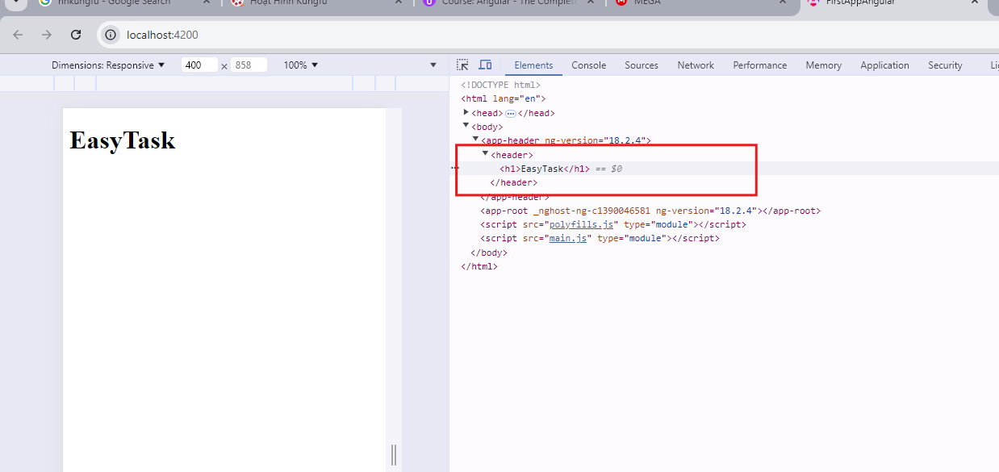 nhkungfu - Google Search
Hoạt Hình Kungfu
Course: Angular - The Complete
MEGA
FirstAppAngular
localhost:4200
Dimensions: Responsive
400 × 858
100%
Elements
Console
Sources
Network
Performance
Memory
Application
Security
EasyTask
<!DOCTYPE html>
<html lang="en">
<head> ··· </head>
<body>
<app-header ng-version="18.2.4">
<header>
<h1>EasyTask</h1> == $0
</header>
</app-header>
<app-root _nghost-ng-c1390046581 ng-version="18.2.4"></app-root>
<script src="polyfills.js" type="module"></script>
<script src="main.js" type="module"></script>
</body>
</html>